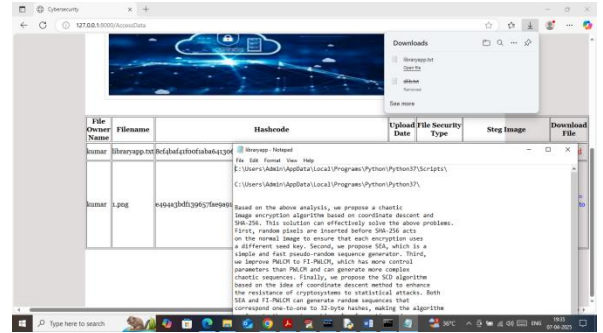 Cybersecurity
127.0.0.1:8000/AccessData
Downloads
libraryapp.txt
Open file
Removed
See more
File Owner Name
Filename
Hashcode
Upload Date
File Security Type
Steg Image
Download File
kumar
libraryapp.txt
kumar
1.png
libraryapp - Notepad
File Edit Format View Help
C:\Users\Admin\AppData\Local\Programs\Python\Python37\Scripts\
C:\Users\Admin\AppData\Local\Programs\Python\Python37\
Based on the above analysis, we propose a chaotic
Image encryption algorithm based on coordinate descent and
SHA-256. This solution can effectively solve the above problems.
First, random pixels are inserted before SHA-256 acts
on the normal image to ensure that each encryption uses
a different seed key. Second, we propose SEA, which is a
simple and fast pseudo-random sequence generator. Third,
we improve PWLCM to FI-PWLCM, which has more control
parameters than PWLCM and can generate more complex
chaotic sequences. Finally, we propose the SCD algorithm
based on the idea of coordinate descent method to enhance
the resistance of cryptosystems to statistical attacks. Both
SEA and FI-PWLCM can generate random sequences that
correspond one-to-one to 32-byte hashes, making the algorithm
Type here to search
36°C
ENG
19:35
07-04-2025